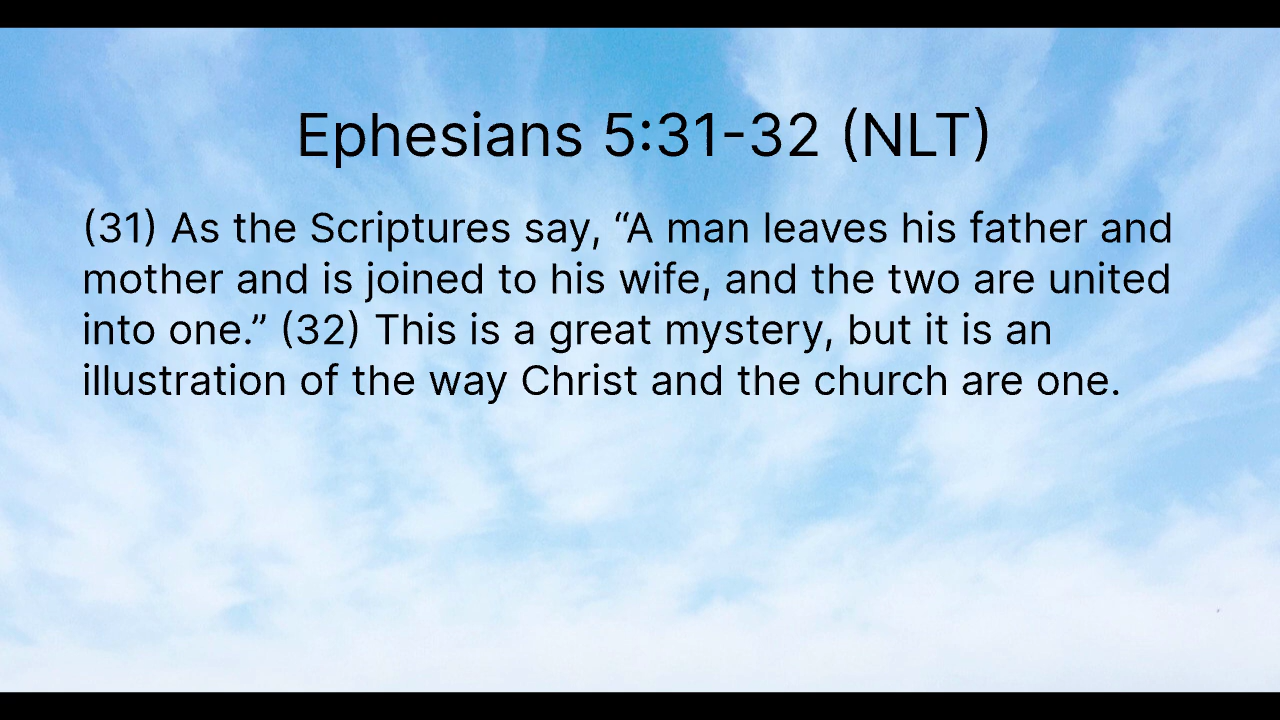 Ephesians 5:31-32 (NLT)
(31) As the Scriptures say, “A man leaves his father and
mother and is joined to his wife, and the two are united
into one.” (32) This is a great mystery, but it is an
illustration of the way Christ and the church are one.